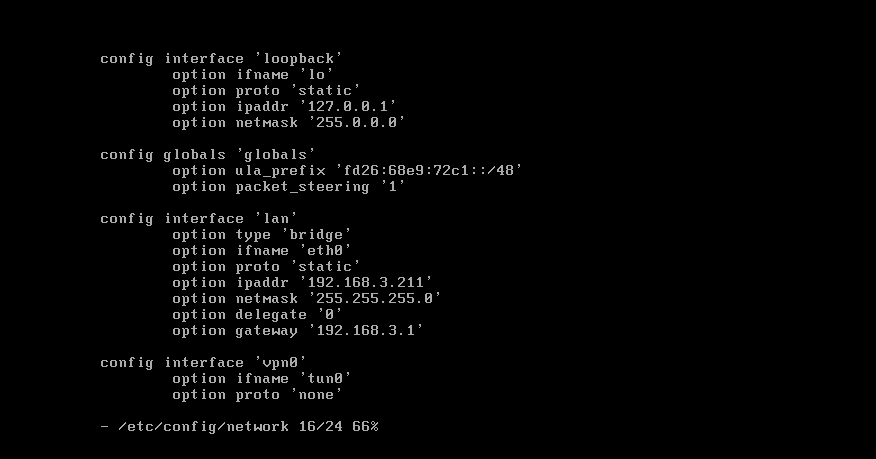 config interface 'loopback'
        option ifname 'lo'
        option proto 'static'
        option ipaddr '127.0.0.1'
        option netmask '255.0.0.0'

config globals 'globals'
        option ula_prefix 'fd26:68e9:72c1::/48'
        option packet_steering '1'

config interface 'lan'
        option type 'bridge'
        option ifname 'eth0'
        option proto 'static'
        option ipaddr '192.168.3.211'
        option netmask '255.255.255.0'
        option delegate '0'
        option gateway '192.168.3.1'

config interface 'vpn0'
        option ifname 'tun0'
        option proto 'none'

- /etc/config/network 16/24 66%